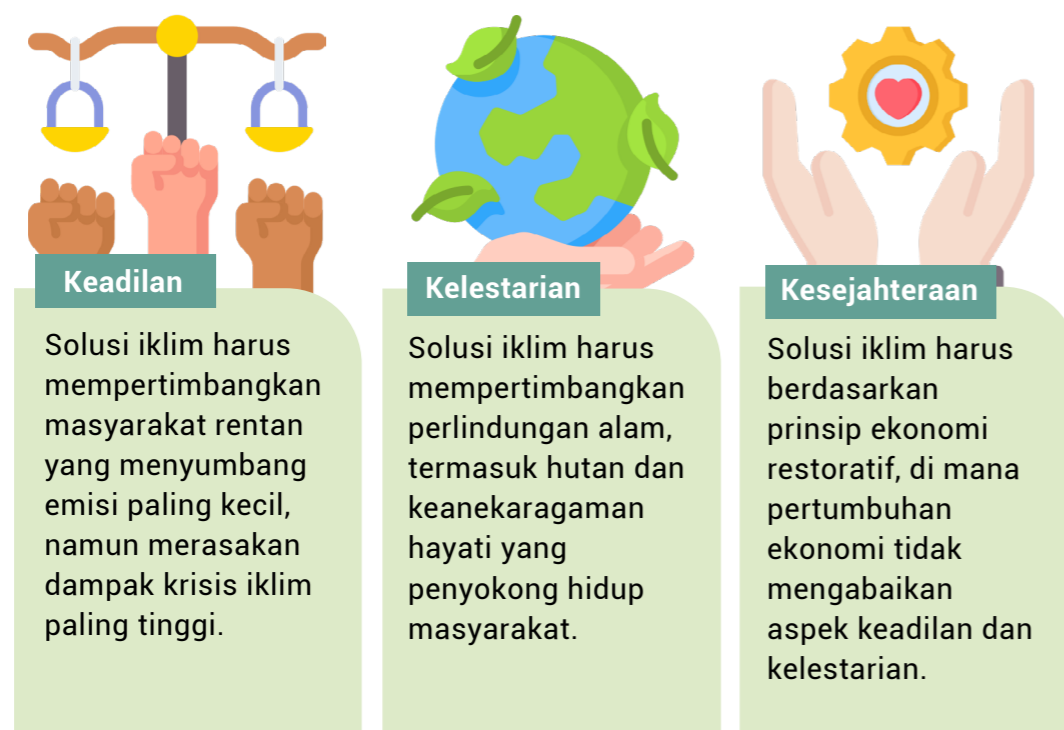 Keadilan
Solusi iklim harus
mempertimbangkan
masyarakat rentan
yang menyumbang
emisi paling kecil,
namun merasakan
dampak krisis iklim
paling tinggi.
Kelestarian
Solusi iklim harus
mempertimbangkan
perlindungan alam,
termasuk hutan dan
keanekaragaman
hayati yang
penyokong hidup
masyarakat.
Kesejahteraan
Solusi iklim harus
berdasarkan
prinsip ekonomi
restoratif, di mana
pertumbuhan
ekonomi tidak
mengabaikan
aspek keadilan dan
kelestarian.